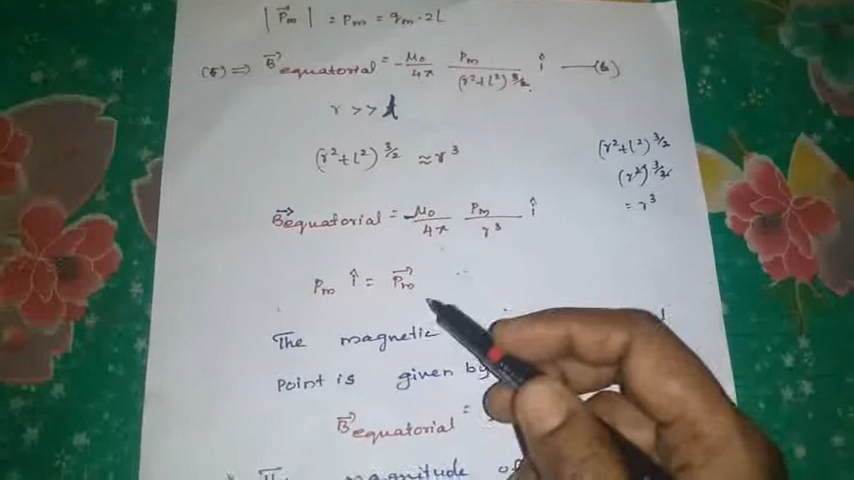 |P⃗m| = Pm = qm · 2l
(5) ⇒ B⃗ equatorial = - μ₀/4π Pm/(r²+l²)^3/2 î —(6)
r >> l
(r²+l²)^3/2 ≈ r³
(r²+l²)^3/2
(r²)^3/2
= r³
B⃗ equatorial = - μ₀/4π Pm/r³ î
Pm î = P⃗m
The magnetic
point is given by
B⃗ equatorial =
* The magnitude of